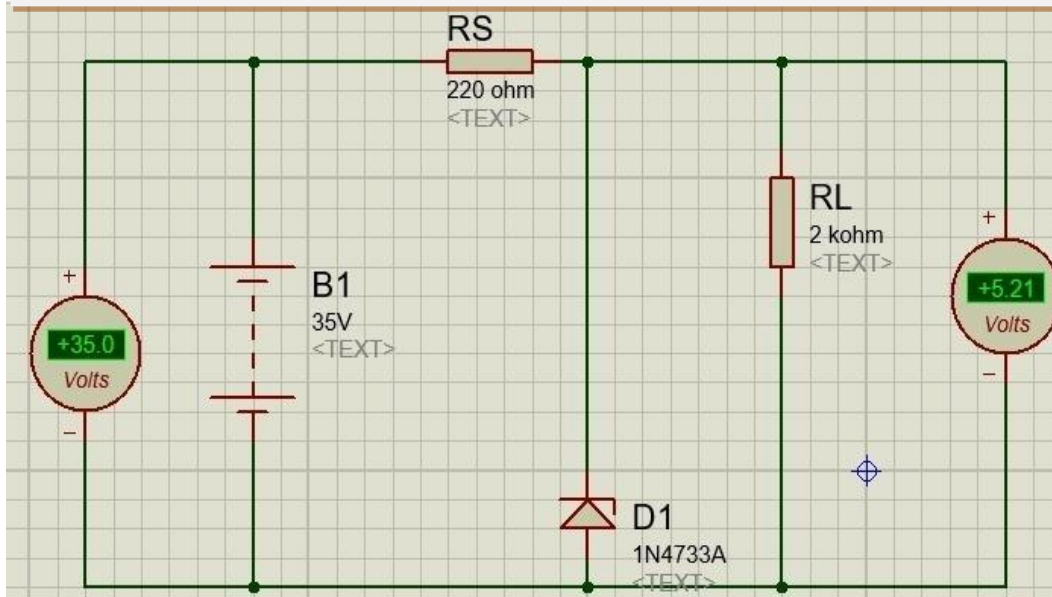 RS
220 ohm
<TEXT>
+
+35.0
Volts
−
B1
35V
<TEXT>
RL
2 kohm
<TEXT>
+
+5.21
Volts
−
D1
1N4733A
<TEXT>